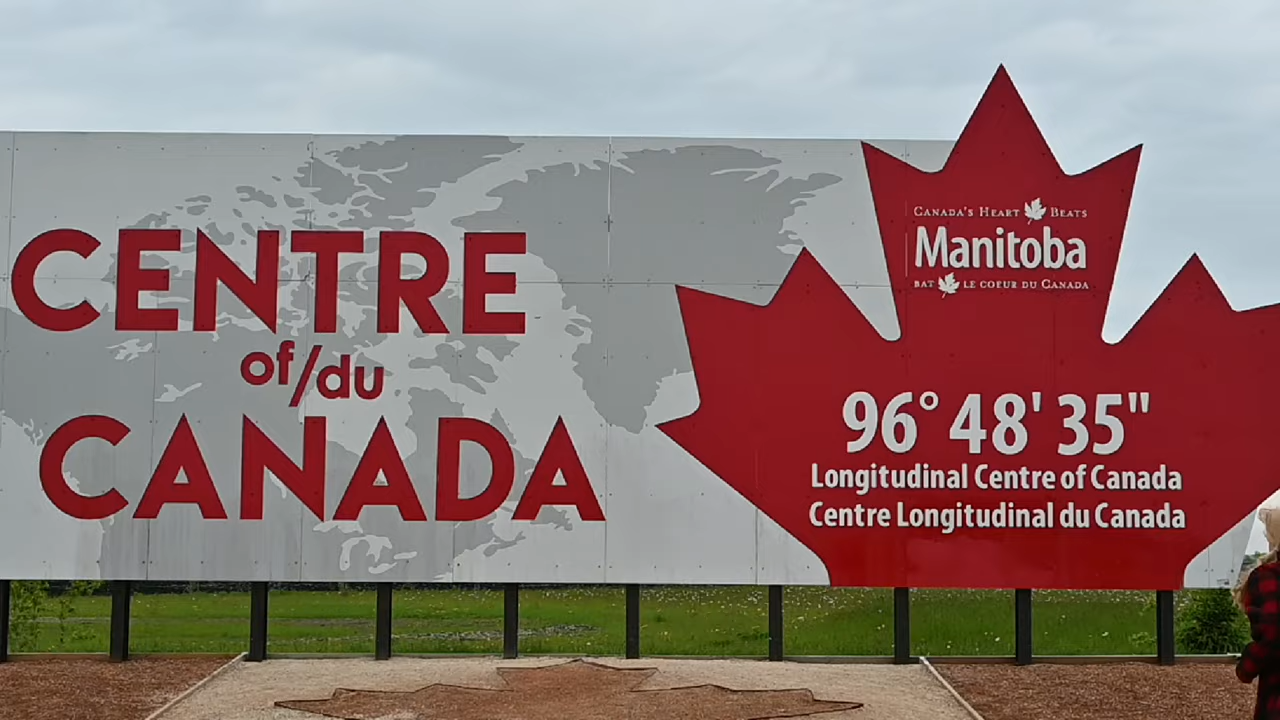 CENTRE
of/du
CANADA
CANADA'S HEART BEATS
Manitoba
BAT LE COEUR DU CANADA
96° 48' 35"
Longitudinal Centre of Canada
Centre Longitudinal du Canada